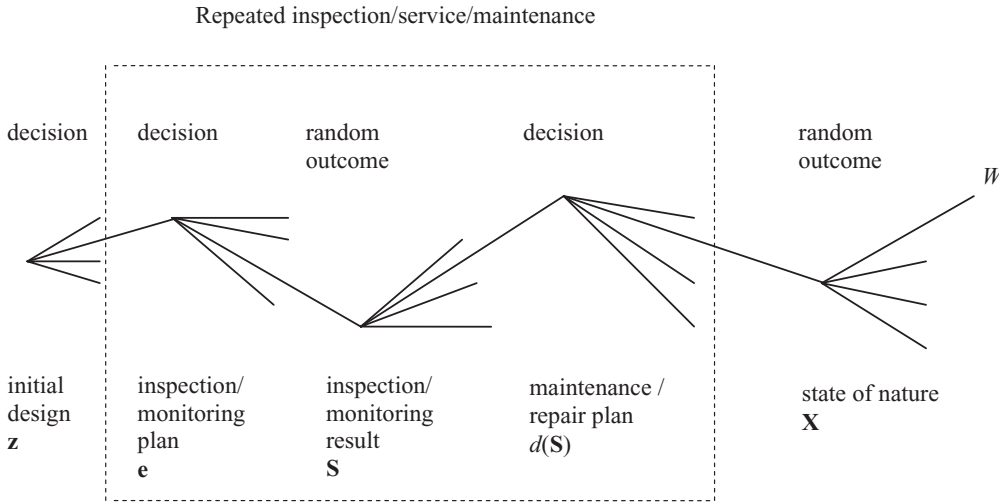 Repeated inspection/service/maintenance
decision
decision
random
outcome
decision
random
outcome
W
initial
design
z
inspection/
monitoring
plan
e
inspection/
monitoring
result
S
maintenance /
repair plan
d(S)
state of nature
X